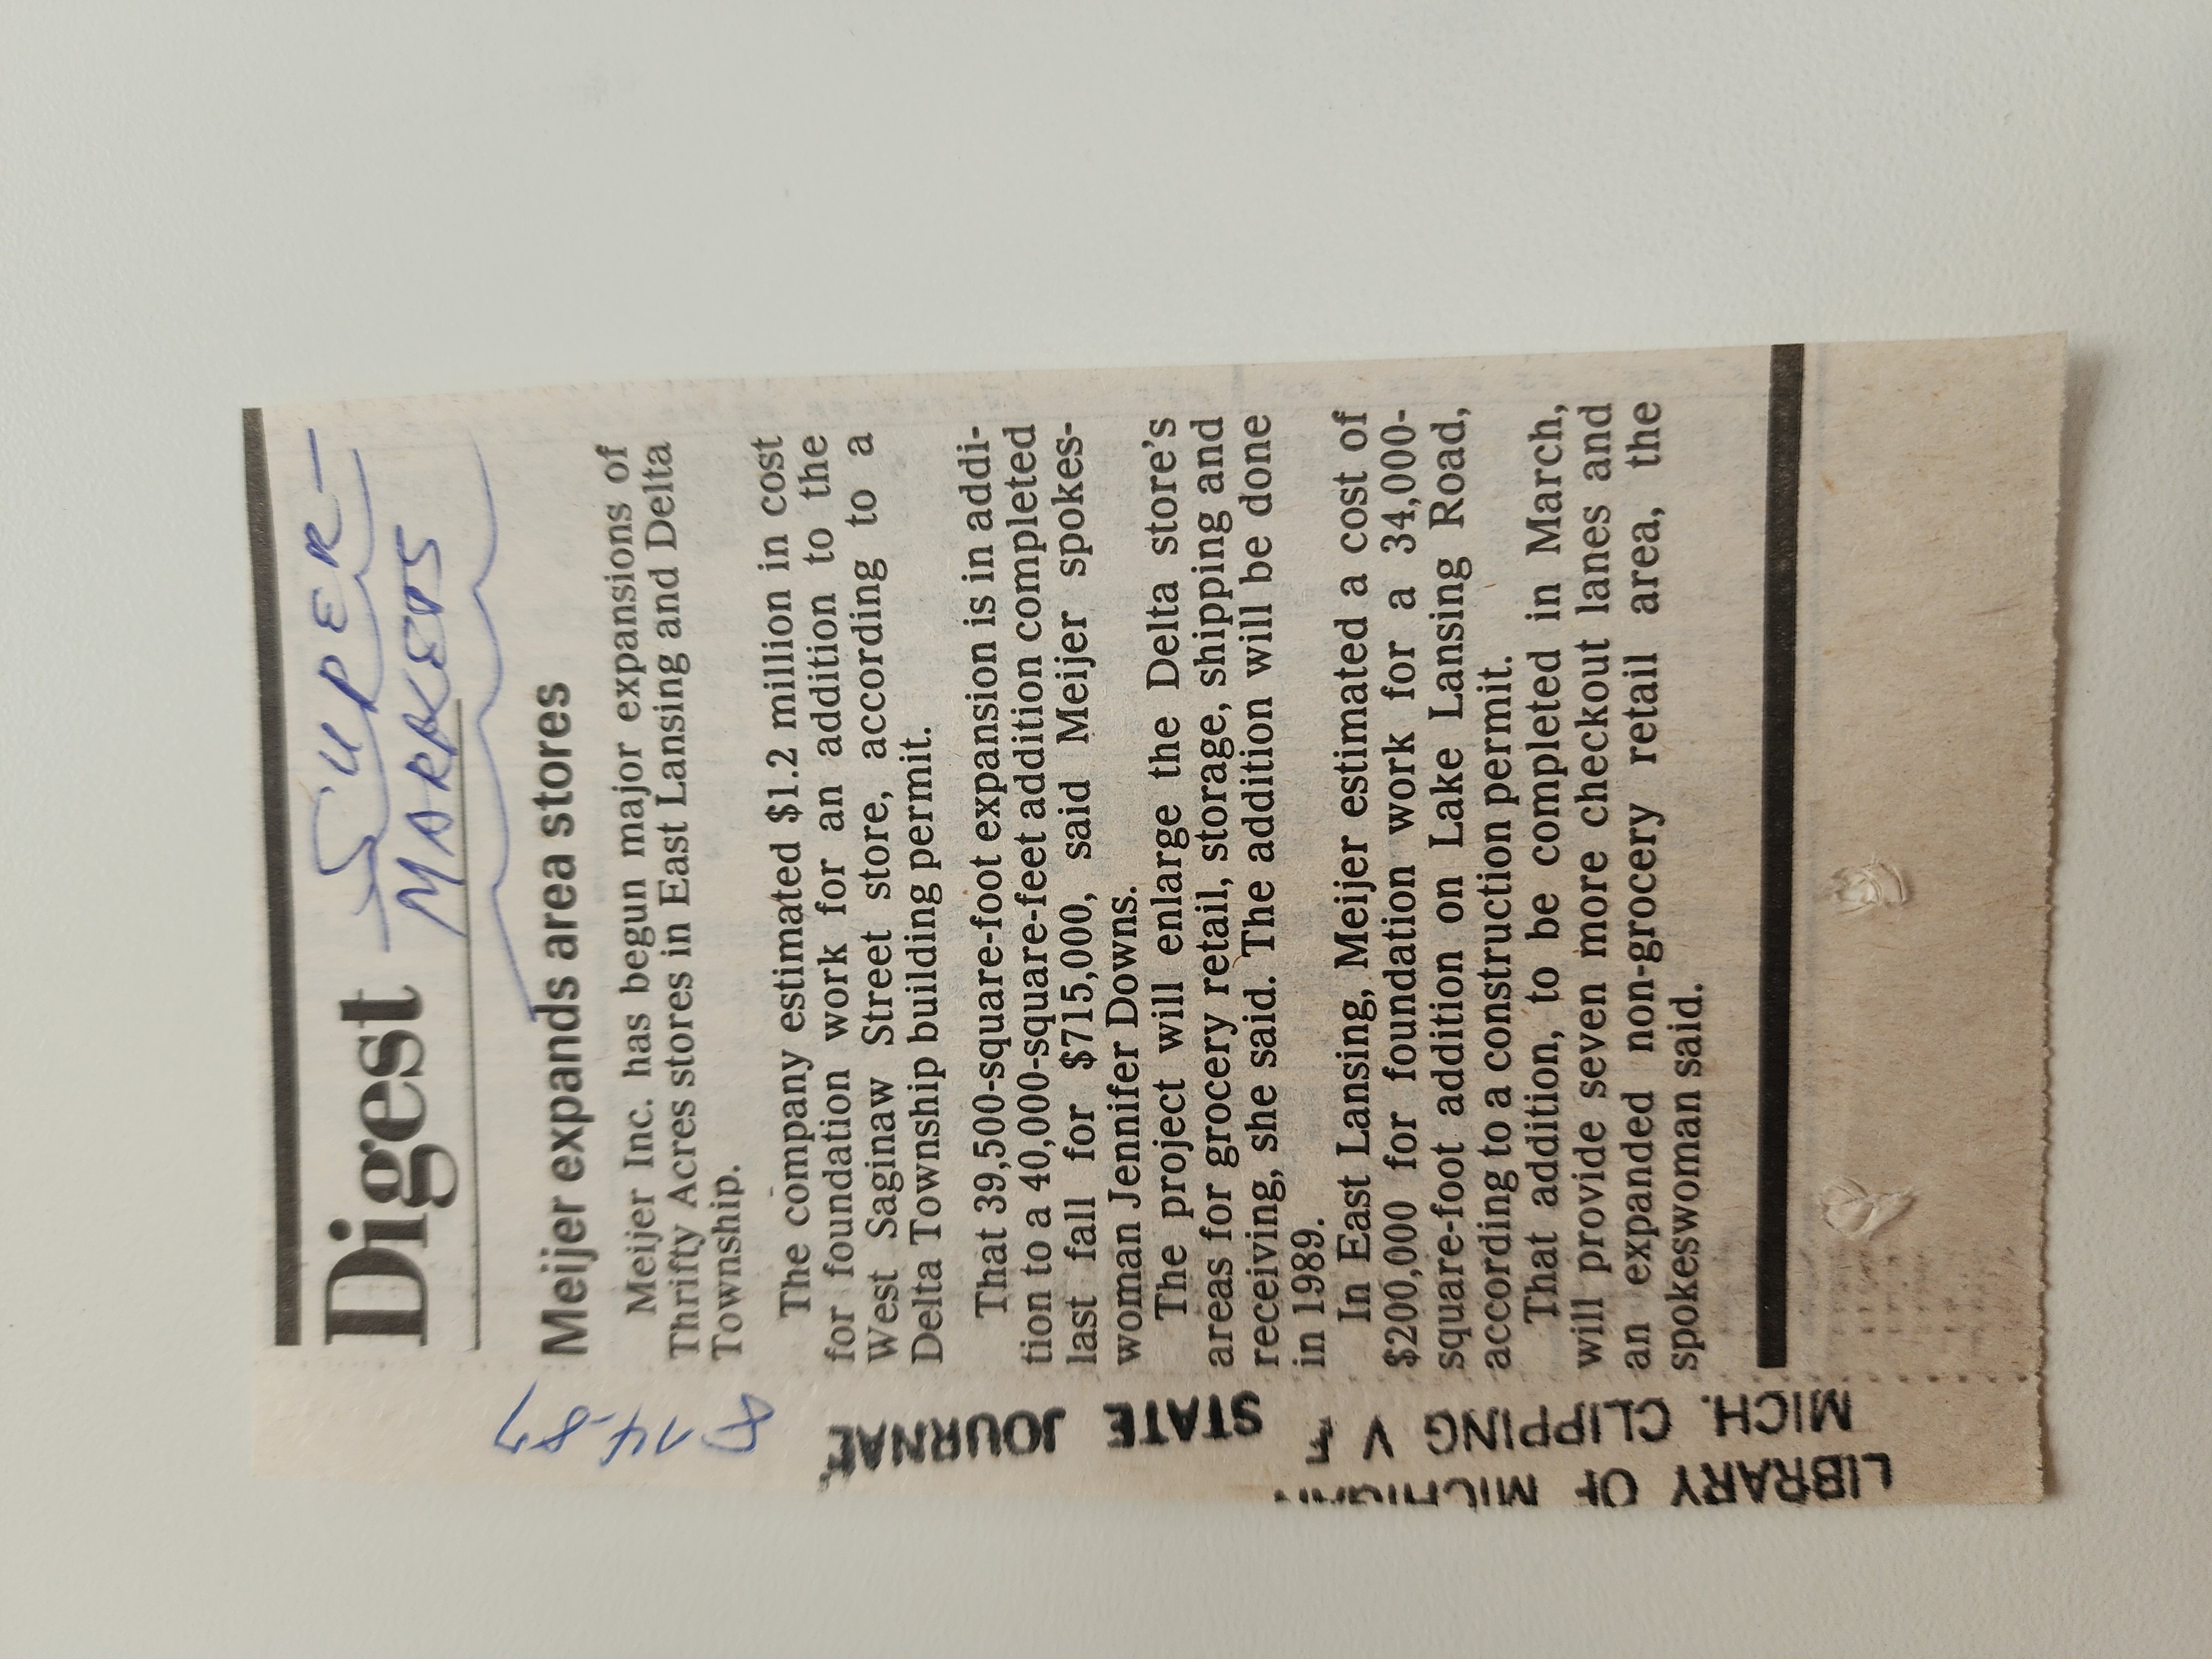 Digest
SUPER-
MARKETS
Meijer expands area stores
Meijer Inc. has begun major expansions of
Thrifty Acres stores in East Lansing and Delta
Township.
The company estimated $1.2 million in cost
for foundation work for an addition to the
West Saginaw Street store, according to a
Delta Township building permit.
That 39,500-square-foot expansion is in addi-
tion to a 40,000-square-feet addition completed
last fall for $715,000, said Meijer spokes-
woman Jennifer Downs.
The project will enlarge the Delta store's
areas for grocery retail, storage, shipping and
receiving, she said. The addition will be done
in 1989.
In East Lansing, Meijer estimated a cost of
$200,000 for foundation work for a 34,000-
square-foot addition on Lake Lansing Road,
according to a construction permit.
That addition, to be completed in March,
will provide seven more checkout lanes and
an expanded non-grocery retail area, the
spokeswoman said.
STATE JOURNAL
LIBRARY OF MICHIGAN
MICH. CLIPPING V F